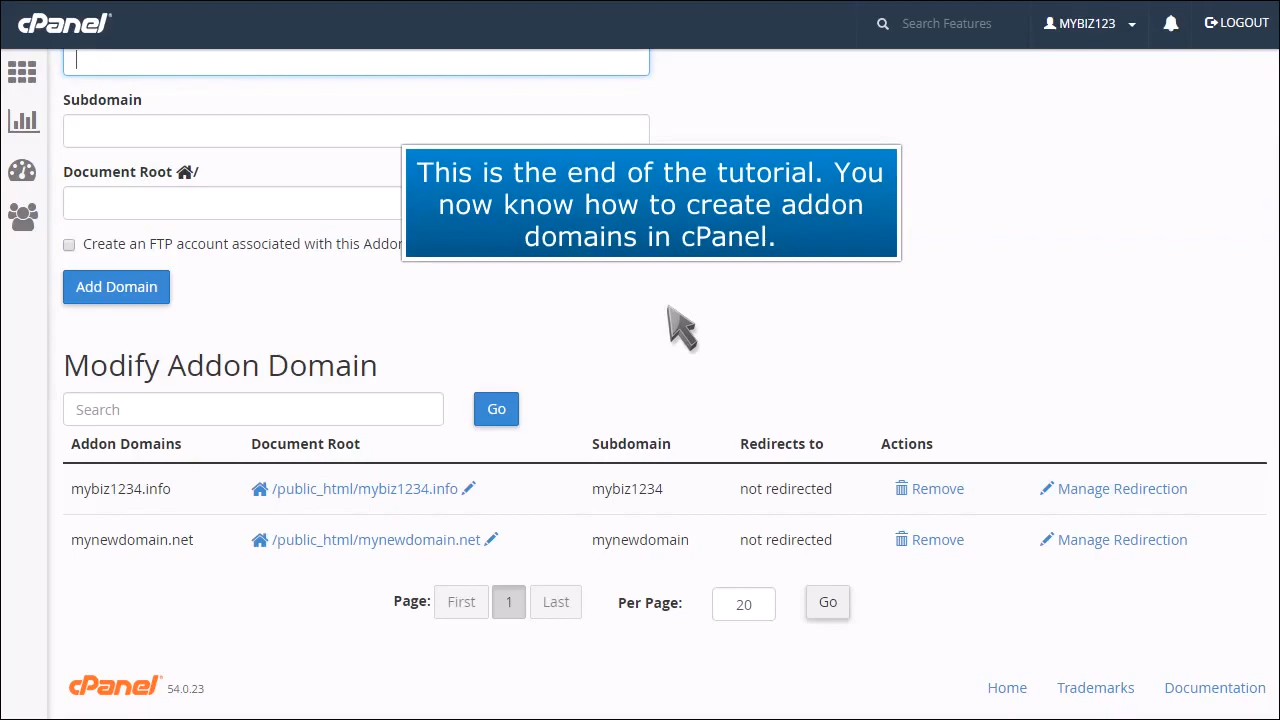 cPanel
Search Features
MYBIZ123
LOGOUT
Subdomain
Document Root /
Create an FTP account associated with this Addon
This is the end of the tutorial. You
now know how to create addon
domains in cPanel.
Add Domain
Modify Addon Domain
Search
Go
Addon Domains Document Root Subdomain Redirects to Actions
mybiz1234.info /public_html/mybiz1234.info mybiz1234 not redirected Remove Manage Redirection
mynewdomain.net /public_html/mynewdomain.net mynewdomain not redirected Remove Manage Redirection
Page: First 1 Last Per Page: 20 Go
cPanel 54.0.23
Home Trademarks Documentation